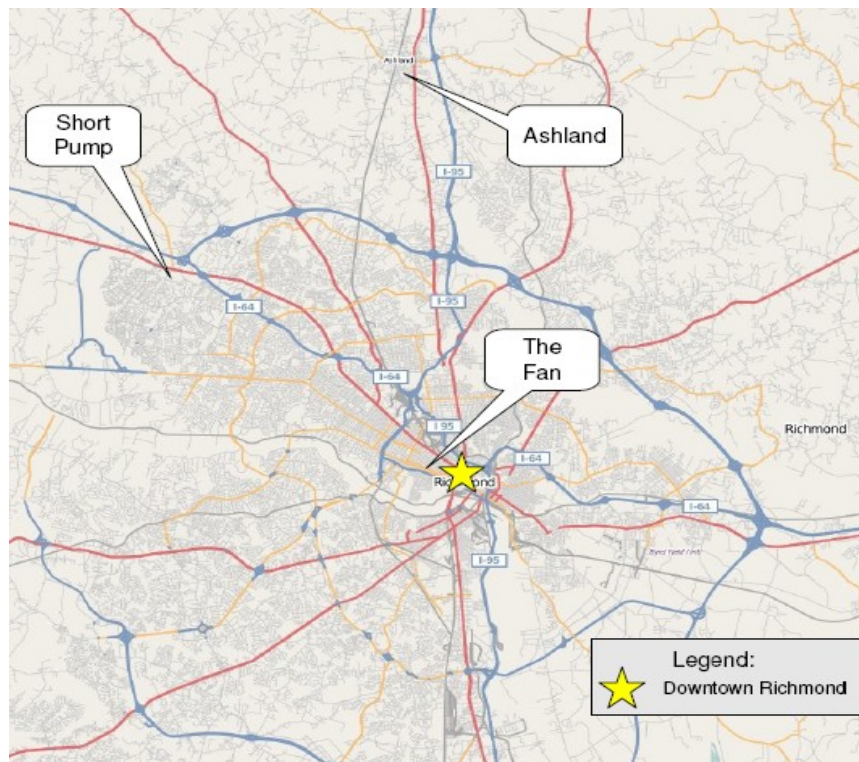 Ashland
Short
Pump
Ashland
I-95
I-64
I-95
The
Fan
I-64
I 95
Richmond
I-64
Richmond
I-64
I-95
Legend:
Downtown Richmond